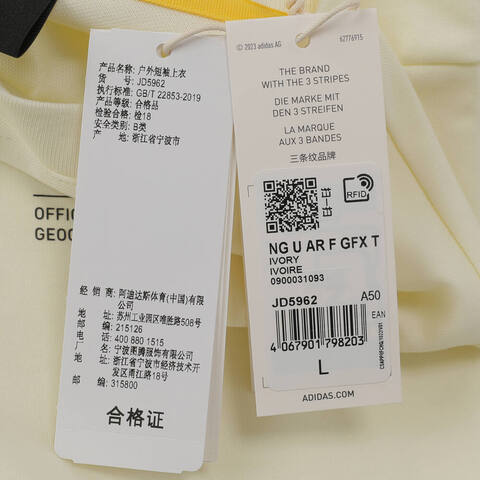 产品名称: 户外短袖上衣
货 号: JD5962
执行标准: GB/T 22853-2019
产品等级: 合格品
检验合格: 检18
安全类别: B类
产 地: 浙江省宁波市
经 销 商: 阿迪达斯体育(中国)有限
公司
地 址: 苏州工业园区唯胜路508号
邮 编: 215126
电 话: 400 880 1515
厂 名: 宁波图腾服饰有限公司
厂 址: 浙江省宁波市经济技术开
发区甬江路18号
邮 编: 315800
合格证
© 2023 adidas AG
62776915
THE BRAND
WITH THE 3 STRIPES
DIE MARKE MIT
DEN 3 STREIFEN
LA MARQUE
AUX 3 BANDES
三条纹品牌
RFID
NG U AR F GFX T
IVORY
IVOIRE
0900031093
JD5962 A50
EAN
4 067901 798203
L
ADIDAS.COM
OFFIC
GEOG